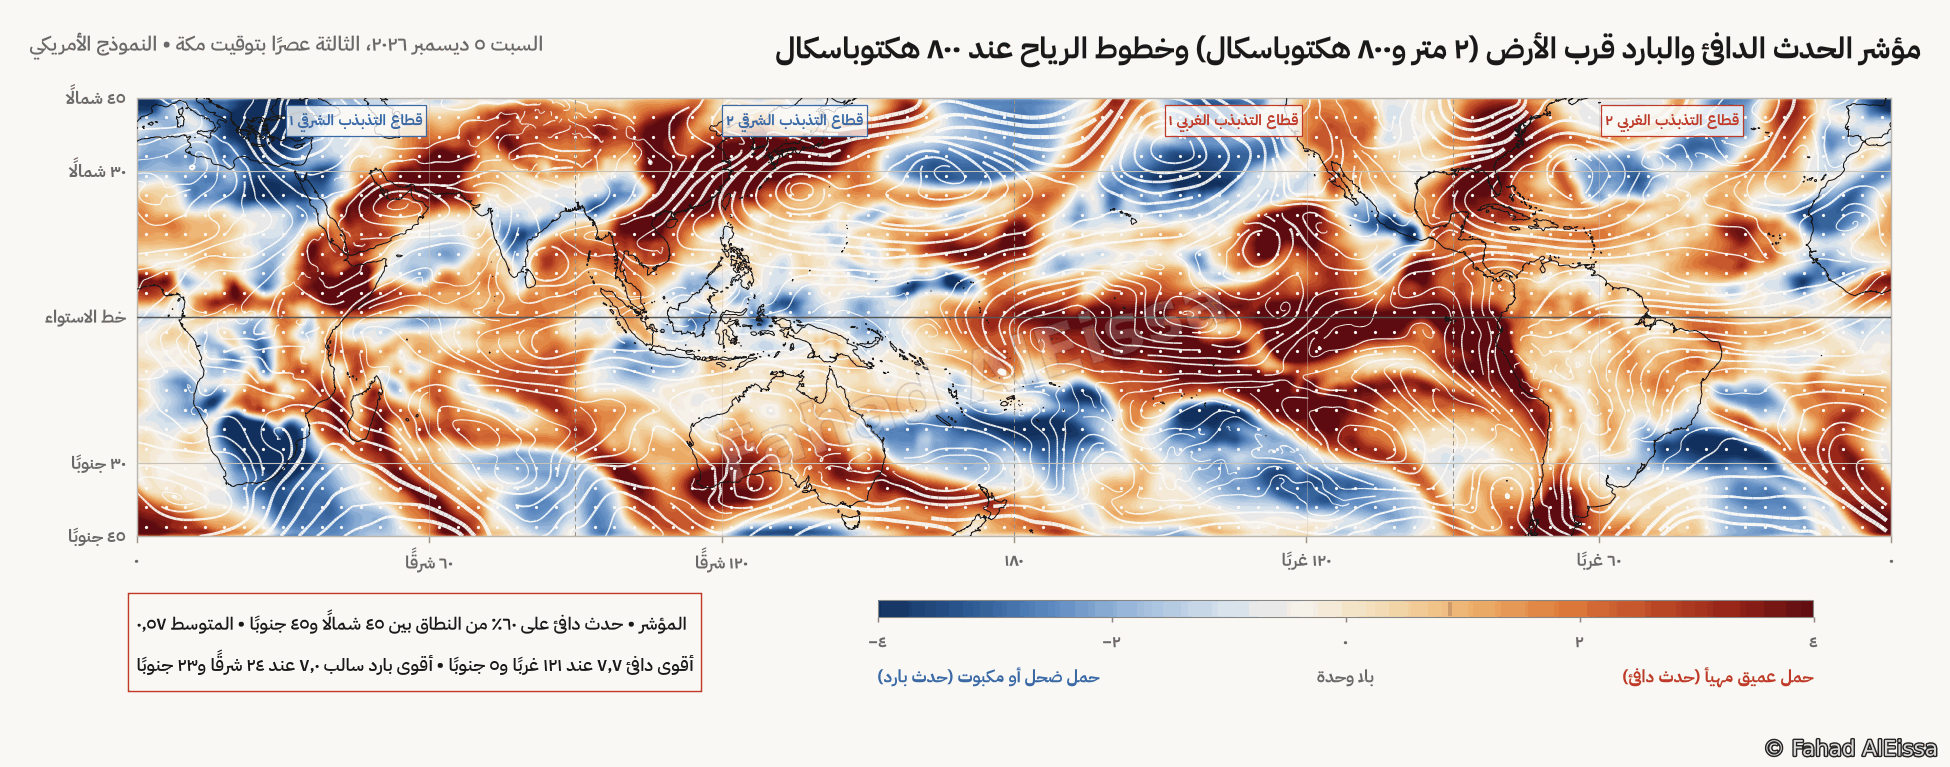 مؤشر الحدث الدافئ والبارد قرب الأرض (٢ متر و٨٠٠ هكتوباسكال) وخطوط الرياح عند ٨٠٠ هكتوباسكال
السبت ٥ ديسمبر ٢٠٢٦، الثالثة عصرًا بتوقيت مكة • النموذج الأمريكي
قطاع التذبذب الشرقي ١
قطاع التذبذب الشرقي ٢
قطاع التذبذب الغربي ١
قطاع التذبذب الغربي ٢
٤٥ شمالًا
٣٠ شمالًا
خط الاستواء
٣٠ جنوبًا
٤٥ جنوبًا
٠
٦٠ شرقًا
١٢٠ شرقًا
١٨٠
١٢٠ غربًا
٦٠ غربًا
٠
Fahad AlEissa
المؤشر • حدث دافئ على ٦٠٪ من النطاق بين ٤٥ شمالًا و٤٥ جنوبًا • المتوسط ٠,٥٧
أقوى دافئ ٧,٧ عند ١٢١ غربًا و٥ جنوبًا • أقوى بارد سالب ٧,٠ عند ٢٤ شرقًا و٢٣ جنوبًا
−٤
−٢
٠
٢
٤
حمل عميق مهيأ (حدث دافئ)
بلا وحدة
حمل ضحل أو مكبوت (حدث بارد)
© Fahad AlEissa